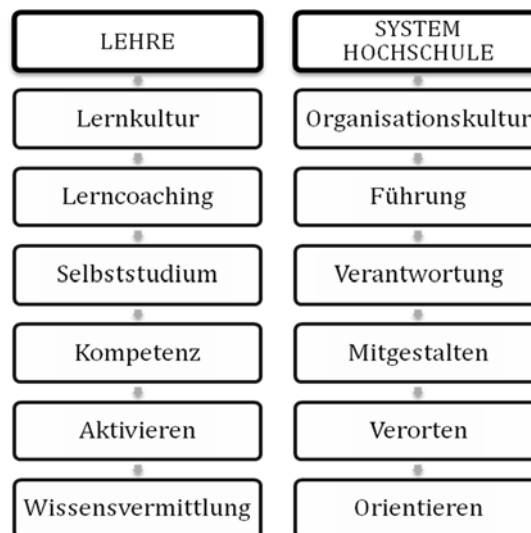 LEHRE
Lernkultur
Lerncoaching
Selbststudium
Kompetenz
Aktivieren
Wissensvermittlung
SYSTEM
HOCHSCHULE
Organisationskultur
Führung
Verantwortung
Mitgestalten
Verorten
Orientieren